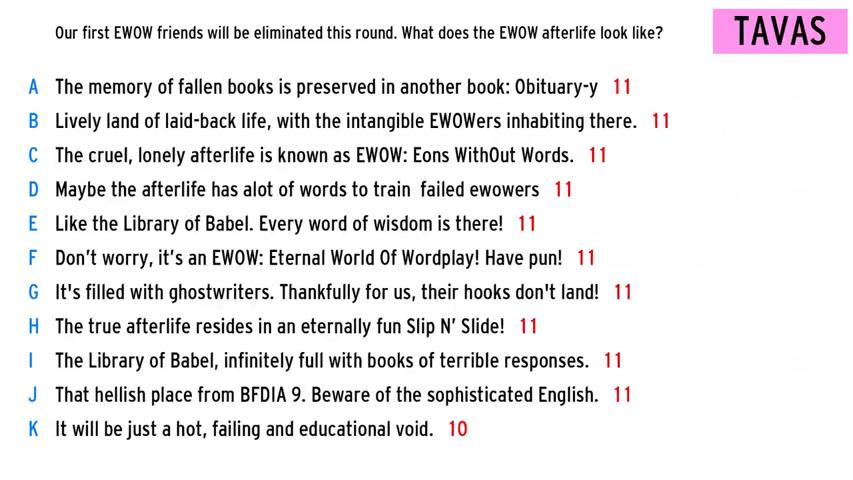 Our first EWOW friends will be eliminated this round. What does the EWOW afterlife look like?
TAVAS
A The memory of fallen books is preserved in another book: Obituary-y 11
B Lively land of laid-back life, with the intangible EWOWers inhabiting there. 11
C The cruel, lonely afterlife is known as EWOW: Eons WithOut Words. 11
D Maybe the afterlife has alot of words to train failed ewowers 11
E Like the Library of Babel. Every word of wisdom is there! 11
F Don’t worry, it’s an EWOW: Eternal World Of Wordplay! Have pun! 11
G It's filled with ghostwriters. Thankfully for us, their hooks don't land! 11
H The true afterlife resides in an eternally fun Slip N’ Slide! 11
I The Library of Babel, infinitely full with books of terrible responses. 11
J That hellish place from BFDIA 9. Beware of the sophisticated English. 11
K It will be just a hot, failing and educational void. 10